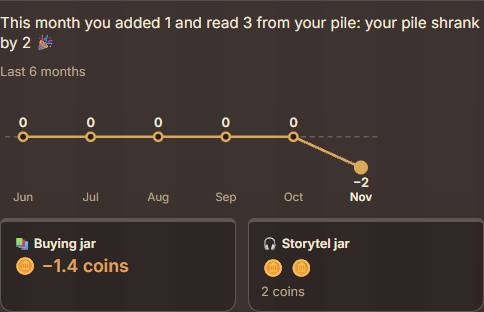 This month you added 1 and read 3 from your pile: your pile shrank
by 2 🎉
Last 6 months
0 0 0 0 0
−2
Jun Jul Aug Sep Oct Nov
Buying jar
−1.4 coins
Storytel jar
2 coins